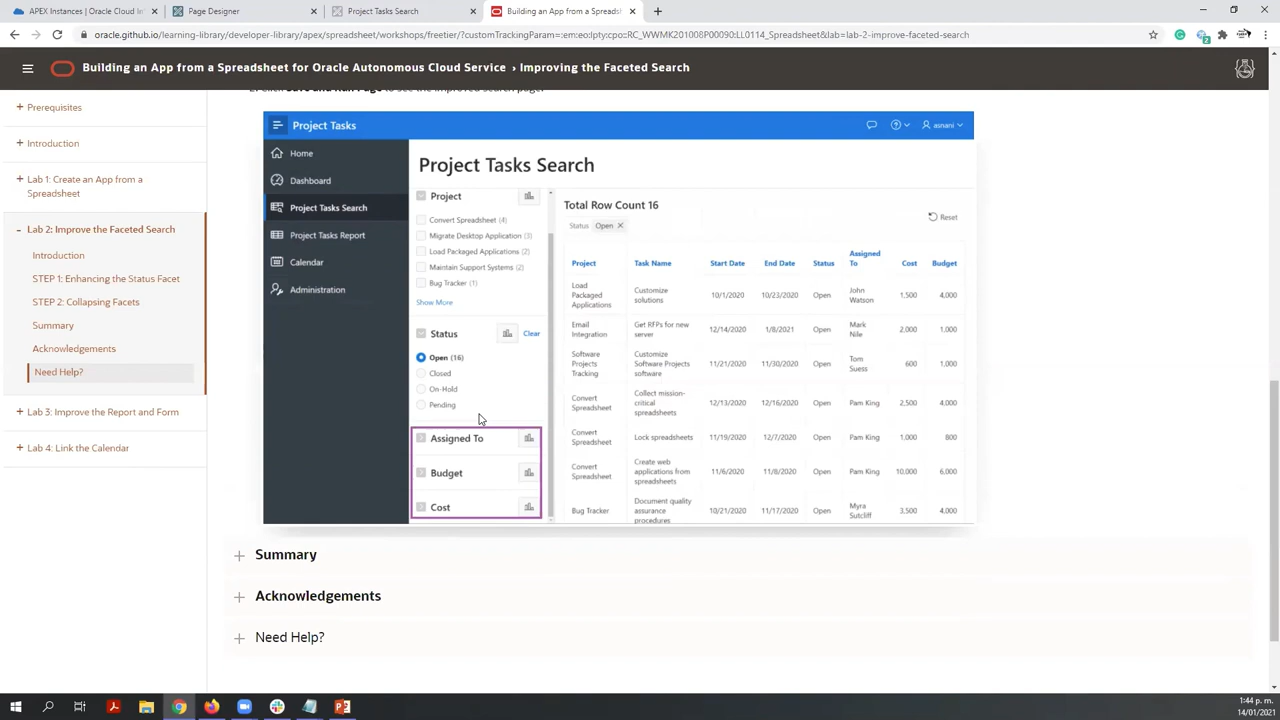 APEX Instances | Oracle Cloud In
Page Designer
Project Tasks Search
Building an App from a Spreadsh
oracle.github.io/learning-library/developer-library/apex/spreadsheet/workshops/freetier/?customTrackingParam=:em:eo:lpty:cpo=RC_WWMK201008P00090:LL0114_Spreadsheet&lab=lab-2-improve-faceted-search
Building an App from a Spreadsheet for Oracle Autonomous Cloud Service › Improving the Faceted Search
+ Prerequisites
+ Introduction
+ Lab 1: Create an App from a
Spreadsheet
- Lab 2: Improve the Faceted Search
Introduction
STEP 1: Enhancing the Status Facet
STEP 2: Collapsing Facets
Summary
Acknowledgements
Need Help?
+ Lab 3: Improve the Report and Form
+ Lab 4: Link the Calendar
2. Click Save and Run Page to see the improved search page.
Project Tasks
asnani
Home
Dashboard
Project Tasks Search
Project Tasks Report
Calendar
Administration
Project Tasks Search
Project
Convert Spreadsheet (4)
Migrate Desktop Application (3)
Load Packaged Applications (2)
Maintain Support Systems (2)
Bug Tracker (1)
Show More
Status
Clear
Open (16)
Closed
On-Hold
Pending
Assigned To
Budget
Cost
Total Row Count 16
Status Open
Reset
Project Task Name Start Date End Date Status Assigned To Cost Budget
Load Packaged Applications Customize solutions 10/1/2020 10/23/2020 Open John Watson 1,500 4,000
Email Integration Get RFPs for new server 12/14/2020 1/8/2021 Open Mark Nile 2,000 1,000
Software Projects Tracking Customize Software Projects software 11/21/2020 11/30/2020 Open Tom Suess 600 1,000
Convert Spreadsheet Collect mission-critical spreadsheets 12/13/2020 12/16/2020 Open Pam King 2,500 4,000
Convert Spreadsheet Lock spreadsheets 11/19/2020 12/7/2020 Open Pam King 1,000 800
Convert Spreadsheet Create web applications from spreadsheets 11/6/2020 11/8/2020 Open Pam King 10,000 6,000
Bug Tracker Document quality assurance procedures 10/21/2020 11/17/2020 Open Myra Sutcliff 3,500 4,000
+ Summary
+ Acknowledgements
+ Need Help?
1:44 p. m.
14/01/2021